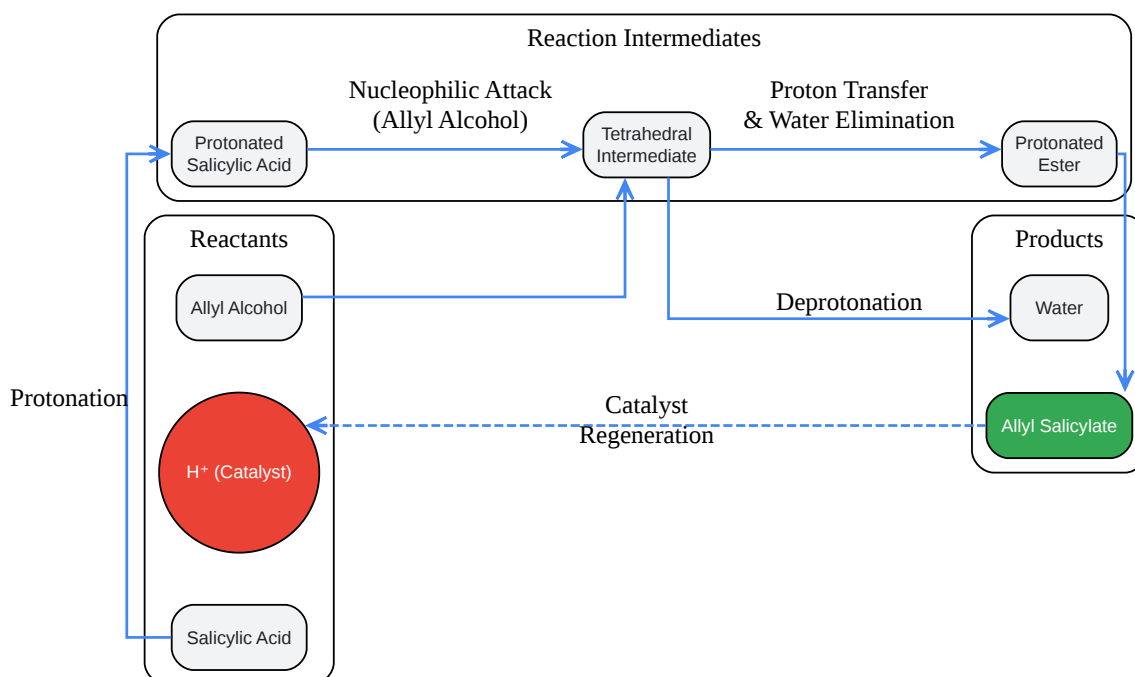 Reaction Intermediates
Nucleophilic Attack
(Allyl Alcohol)
Proton Transfer
& Water Elimination
Protonated
Salicylic Acid
Tetrahedral
Intermediate
Protonated
Ester
Reactants
Products
Allyl Alcohol
Deprotonation
Water
Protonation
Catalyst
Regeneration
Allyl Salicylate
H⁺ (Catalyst)
Salicylic Acid